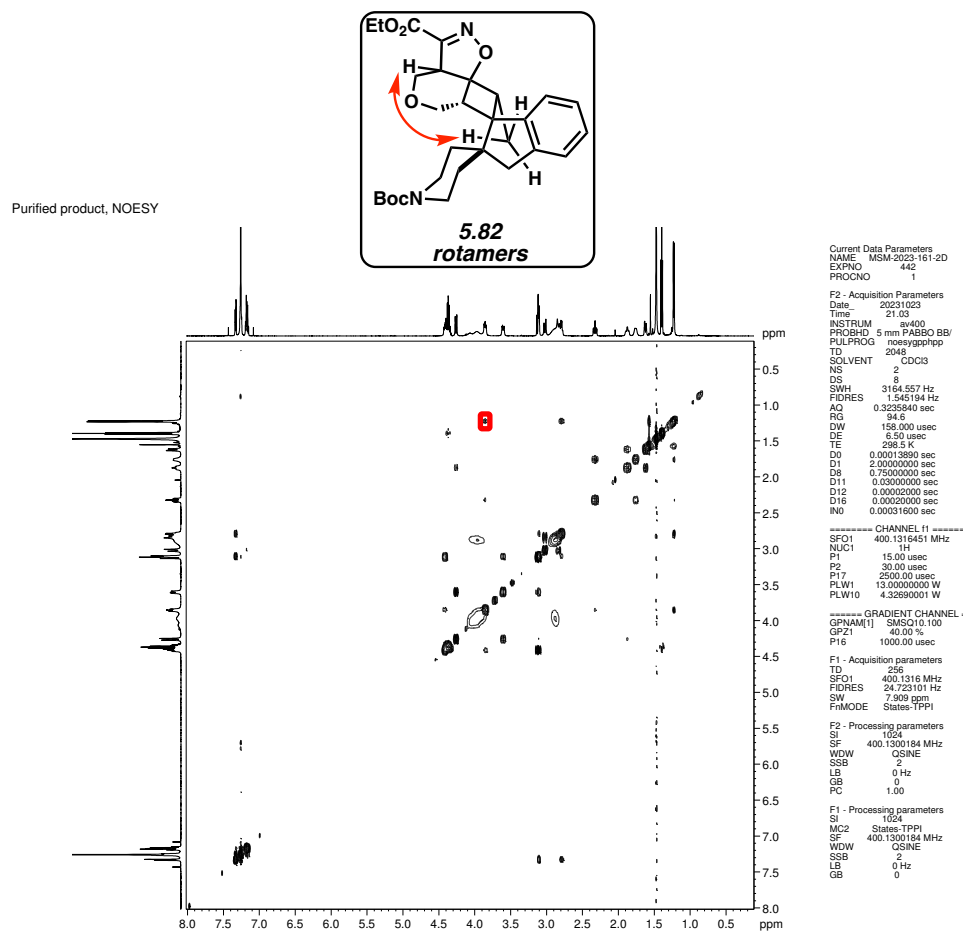 EtO2C
N
O
H
O
H
H
H
BocN
5.82
rotamers
Purified product, NOESY
ppm
0.5
1.0
1.5
2.0
2.5
3.0
3.5
4.0
4.5
5.0
5.5
6.0
6.5
7.0
7.5
8.0
8.0 7.0 6.0 5.5 5.0 4.5 4.0 3.5 3.0 2.5 2.0 1.5 1.0 0.5 ppm
Current Data Parameters
NAME MSM-2023-161-2D
EXPNO 442
PROCNO 1
F2 - Acquisition Parameters
Date_ 20231023
Time 21.03
INSTRUM av400
PROBHD 5 mm PABBO BB/
PULPROG noesygpphpp
TD 2048
SOLVENT CDCl3
NS 2
DS 8
SWH 3164.557 Hz
FIDRES 1.545194 Hz
AQ 0.3235840 sec
RG 94.6
DW 158.000 usec
DE 6.50 usec
TE 298.5 K
D0 0.00013890 sec
D1 2.00000000 sec
D8 0.75000000 sec
D11 0.03000000 sec
D12 0.00002000 sec
D16 0.00020000 sec
IN0 0.00031600 sec
======== CHANNEL f1 ======
SFO1 400.1316451 MHz
NUC1 1H
P1 15.00 usec
P2 30.00 usec
P17 2500.00 usec
PLW1 13.00000000 W
PLW10 4.32690001 W
====== GRADIENT CHANNEL
GPNAM[1] SMSQ10.100
GPZ1 40.00 %
P16 1000.00 usec
F1 - Acquisition parameters
TD 256
SFO1 400.1316 MHz
FIDRES 24.723101 Hz
SW 7.909 ppm
FnMODE States-TPPI
F2 - Processing parameters
SI 1024
SF 400.1300184 MHz
WDW QSINE
SSB 2
LB 0 Hz
GB 0
PC 1.00
F1 - Processing parameters
SI 1024
MC2 States-TPPI
SF 400.1300184 MHz
WDW QSINE
SSB 2
LB 0 Hz
GB 0